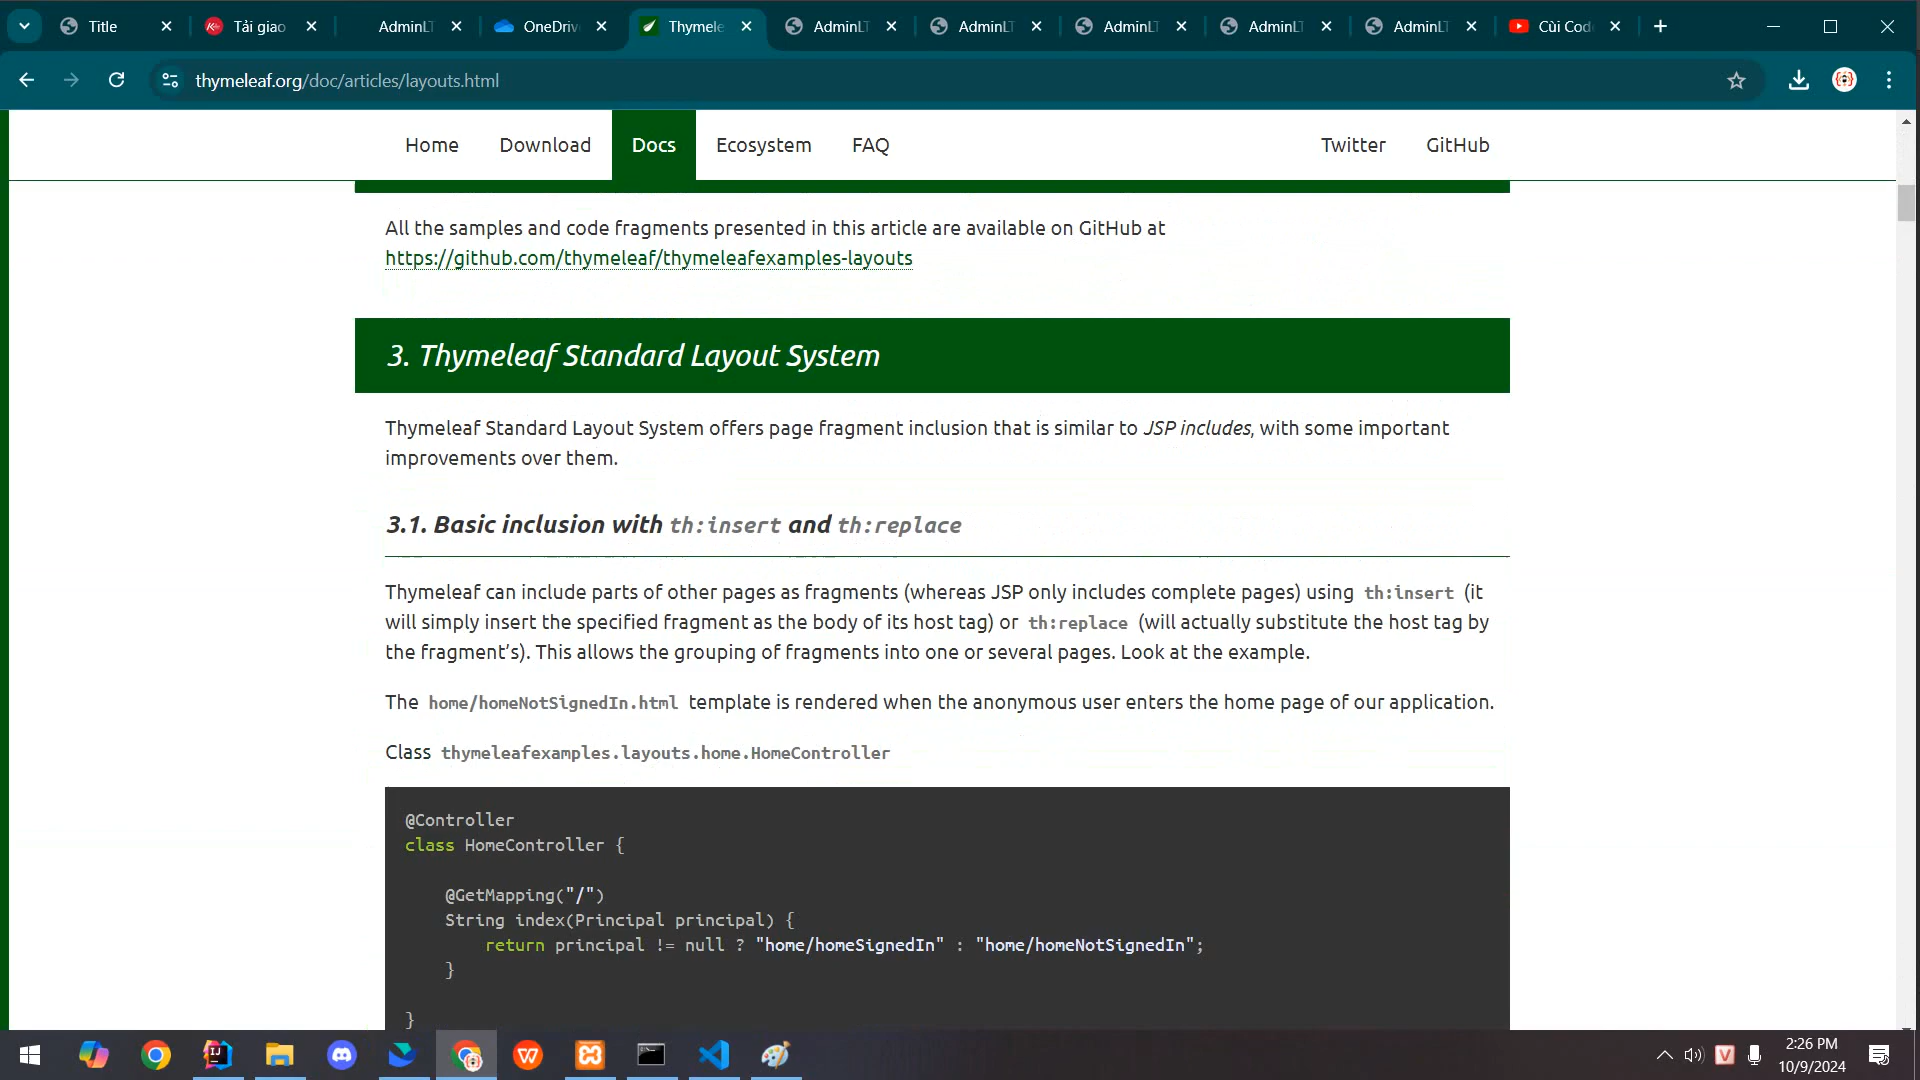 Title
Tải giao
AdminLT
OneDriv
Thymele
AdminLT
AdminLT
AdminLT
AdminLT
AdminLT
Cùi Cod
thymeleaf.org/doc/articles/layouts.html
Home Download Docs Ecosystem FAQ Twitter GitHub
All the samples and code fragments presented in this article are available on GitHub at
https://github.com/thymeleaf/thymeleafexamples-layouts
3. Thymeleaf Standard Layout System
Thymeleaf Standard Layout System offers page fragment inclusion that is similar to JSP includes, with some important
improvements over them.
3.1. Basic inclusion with th:insert and th:replace
Thymeleaf can include parts of other pages as fragments (whereas JSP only includes complete pages) using th:insert (it
will simply insert the specified fragment as the body of its host tag) or th:replace (will actually substitute the host tag by
the fragment’s). This allows the grouping of fragments into one or several pages. Look at the example.
The home/homeNotSignedIn.html template is rendered when the anonymous user enters the home page of our application.
Class thymeleafexamples.layouts.home.HomeController
@Controller
class HomeController {
@GetMapping("/")
String index(Principal principal) {
return principal != null ? "home/homeSignedIn" : "home/homeNotSignedIn";
}
}
2:26 PM
10/9/2024